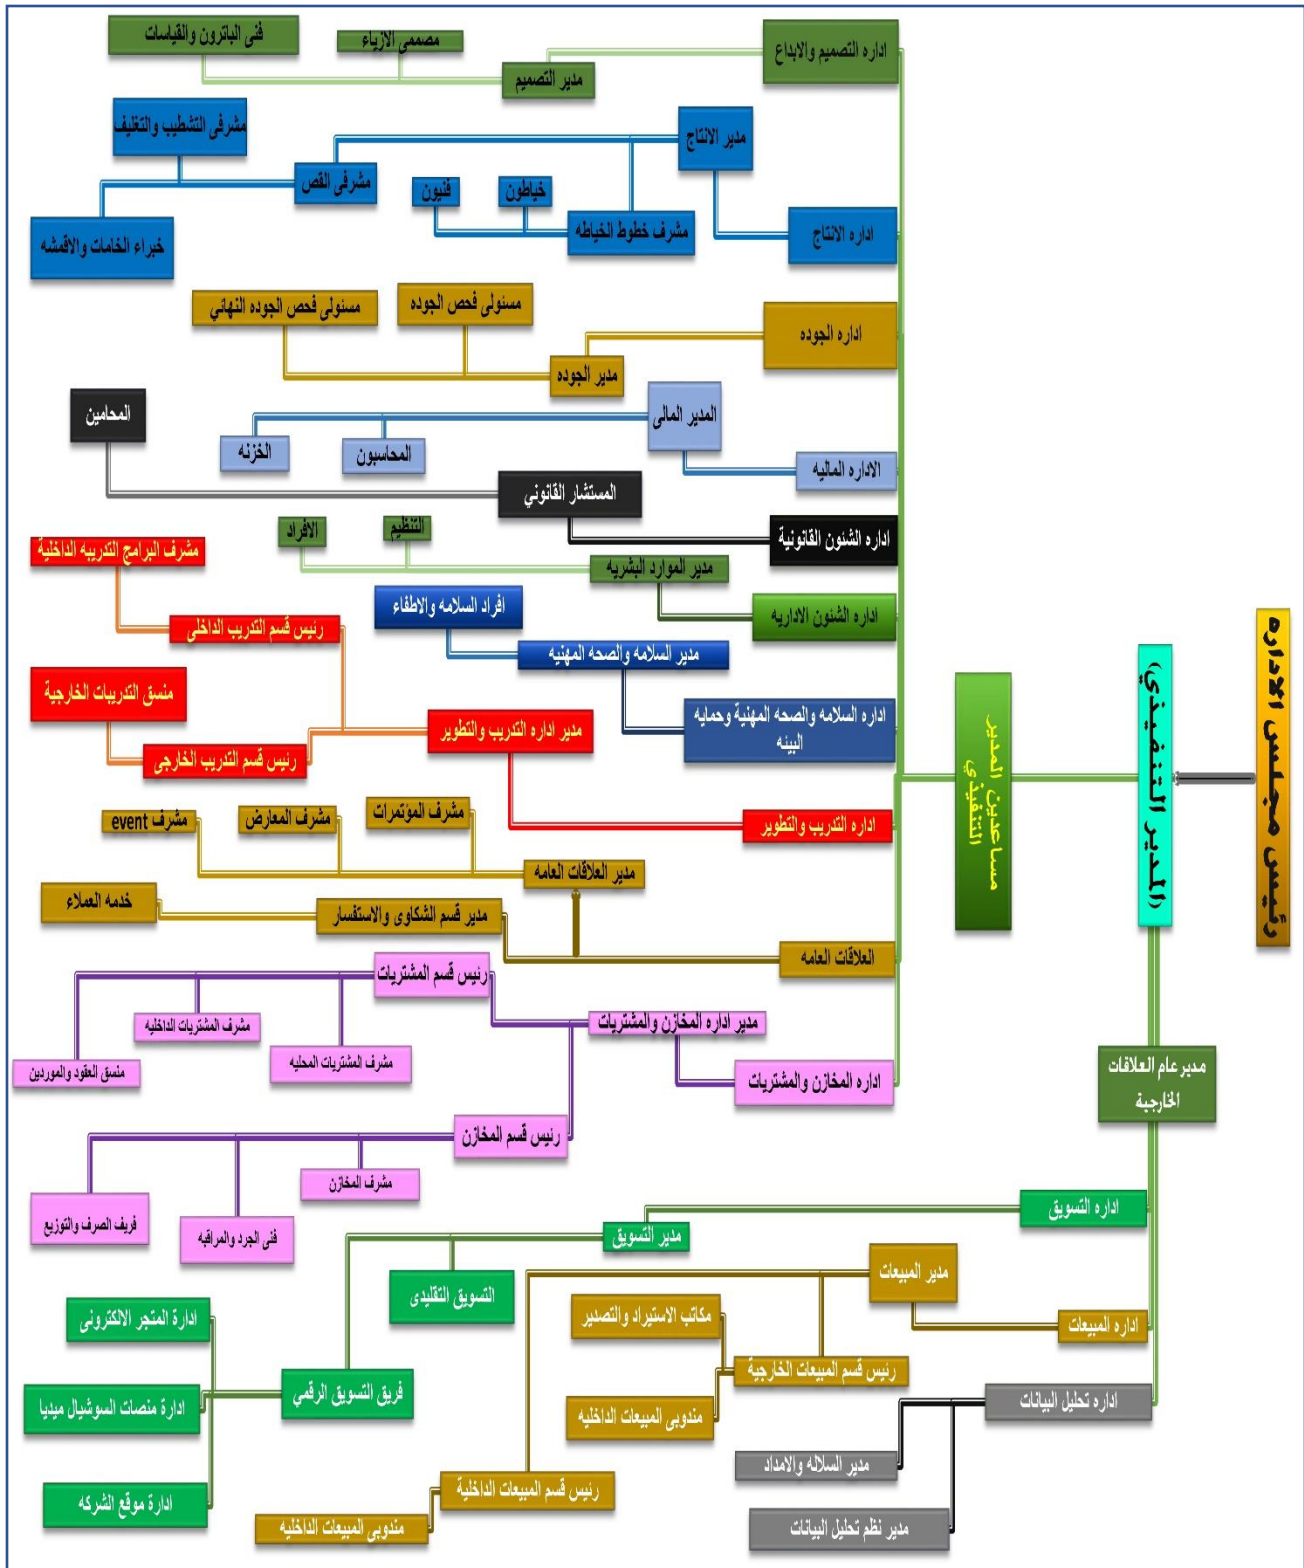 رئيس مجلس الاداره
(المدير التنفيذي)
مساعدين المدير
التنفيذي
اداره التصميم والابداع
مدير التصميم
مصممى الازياء
فنى الباترون والقياسات
اداره الانتاج
مدير الانتاج
مشرف خطوط الخياطه
خياطون
فنيون
مشرفى القص
مشرفى التشطيب والتغليف
خبراء الخامات والاقمشه
اداره الجوده
مدير الجوده
مسئولى فحص الجوده
مسئولى فحص الجوده النهائي
الاداره الماليه
المدير المالى
المحاسبون
الخزنه
اداره الشئون القانونية
المستشار القانوني
المحامين
اداره الشئون الاداريه
مدير الموارد البشريه
التنظيم
الافراد
اداره السلامه والصحه المهنية وحمايه
البيئه
مدير السلامه والصحه المهنيه
افراد السلامه والاطفاء
اداره التدريب والتطوير
مدير اداره التدريب والتطوير
رئيس قسم التدريب الداخلى
مشرف البرامج التدريبه الداخلية
رئيس قسم التدريب الخارجى
منسق التدريبات الخارجية
العلاقات العامه
مدير العلاقات العامه
مشرف المؤتمرات
مشرف المعارض
مشرف event
مدير قسم الشكاوى والاستفسار
خدمه العملاء
اداره المخازن والمشتريات
مدير اداره المخازن والمشتريات
رئيس قسم المشتريات
مشرف المشتريات المحليه
مشرف المشتريات الداخليه
منسق العقود والموردين
رئيس قسم المخازن
مشرف المخازن
فنى الجرد والمراقبه
فريف الصرف والتوزيع
مدير عام العلاقات
الخارجية
اداره التسويق
مدير التسويق
التسويق التقليدى
فريق التسويق الرقمي
ادارة المتجر الالكترونى
ادارة منصات السوشيال ميديا
ادارة موقع الشركه
اداره المبيعات
مدير المبيعات
رئيس قسم المبيعات الخارجية
مكاتب الاستيراد والتصدير
مندوبى المبيعات الداخليه
رئيس قسم المبيعات الداخلية
مندوبى المبيعات الداخليه
اداره تحليل البيانات
مدير السلاله والامداد
مدير نظم تحليل البيانات